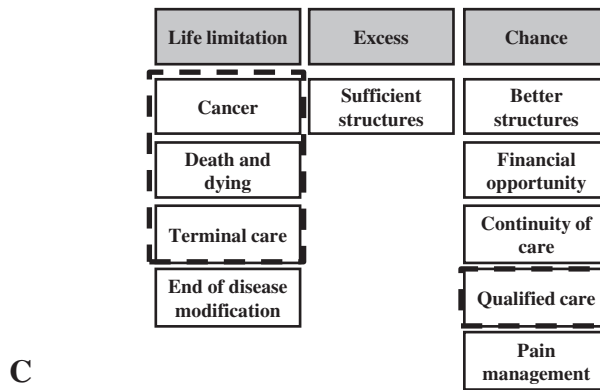 Life limitation
Excess
Chance
Cancer
Sufficient
structures
Better
structures
Death and
dying
Financial
opportunity
Terminal care
Continuity of
care
End of disease
modification
Qualified care
Pain
management
C